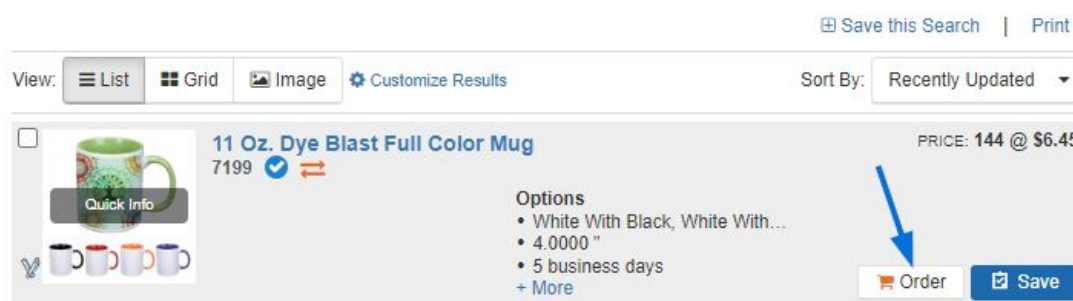 Save this Search | Print
View: List Grid Image Customize Results Sort By: Recently Updated
11 Oz. Dye Blast Full Color Mug PRICE: 144 @ $6.45
7199
Quick Info
Options
• White With Black, White With...
• 4.0000 "
• 5 business days
+ More
Order Save